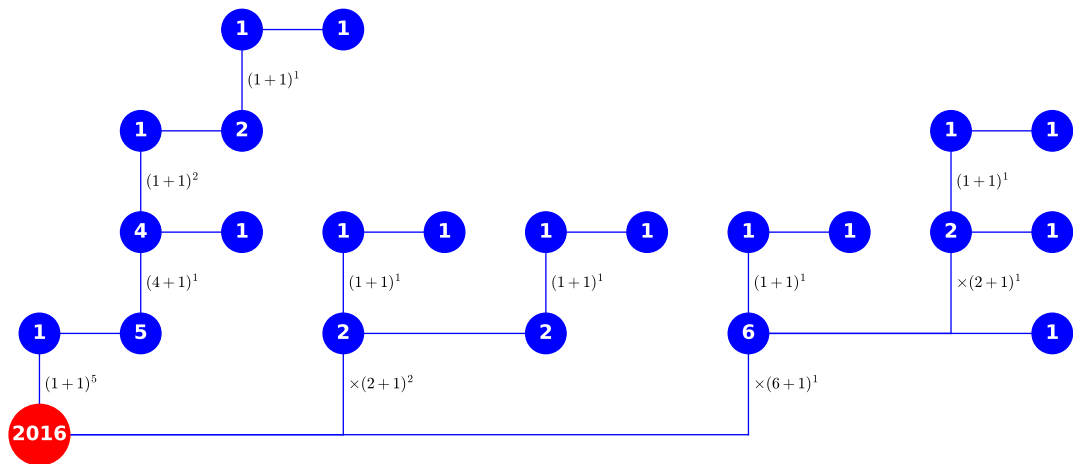 1 1
(1+1)¹
1 2 1 1
(1+1)² (1+1)¹
4 1 1 1 1 1 1 1 2 1
(4+1)¹ (1+1)¹ (1+1)¹ (1+1)¹ ×(2+1)¹
1 5 2 2 6 1
(1+1)⁵ ×(2+1)² ×(6+1)¹
2016